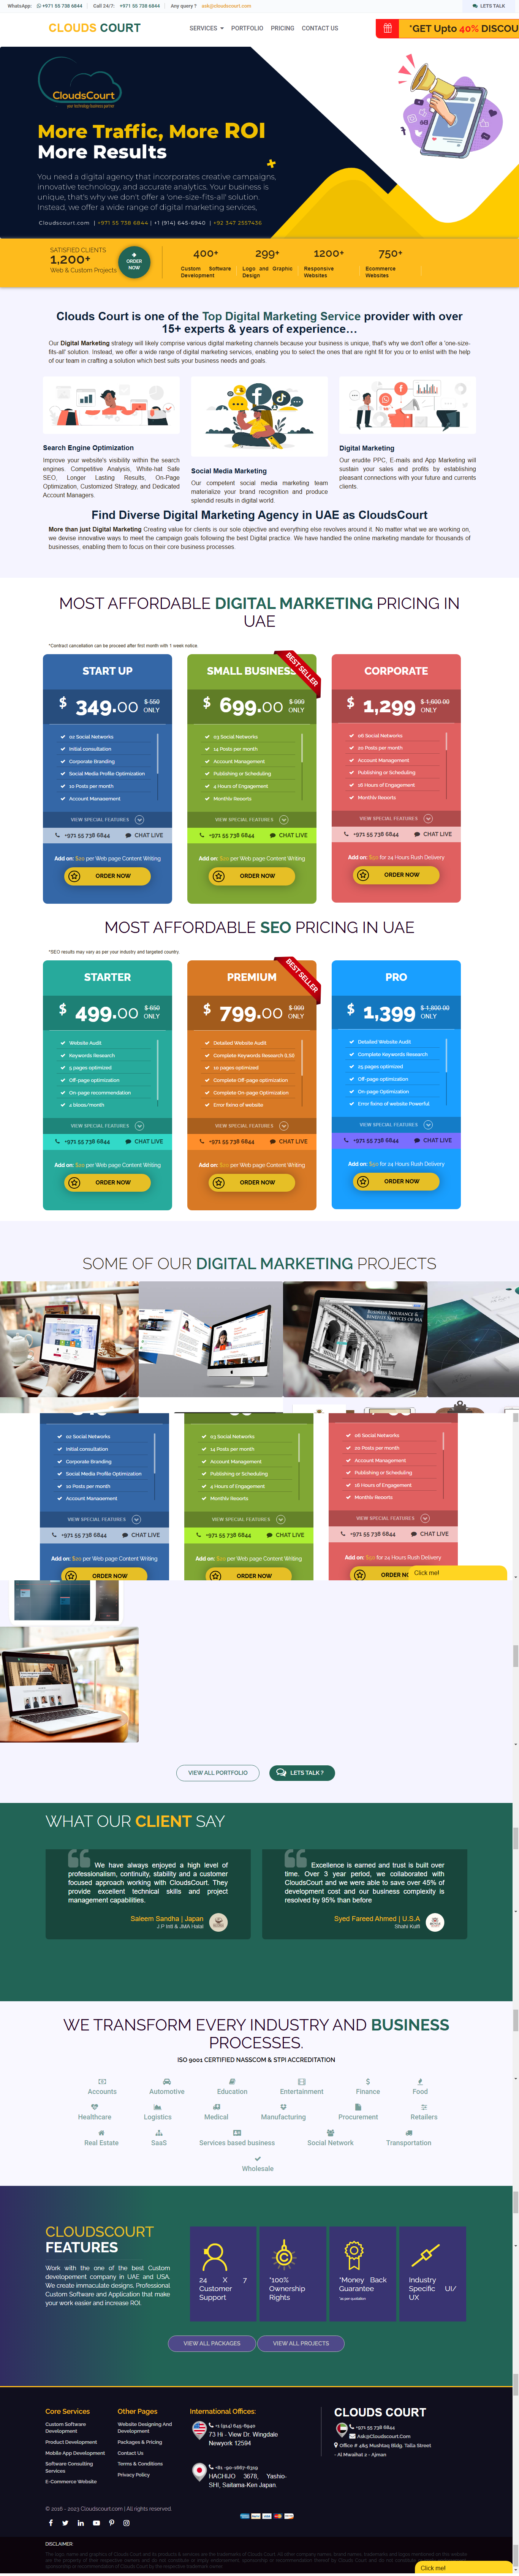 WhatsApp: +971 55 738 6844 Call 24/7: +971 55 738 6844 Any query ? ask@cloudscourt.com LETS TALK
CLOUDS COURT SERVICES PORTFOLIO PRICING CONTACT US *GET Upto 40% DISCOU
CloudsCourt
your technology business partner
More Traffic, More ROI
More Results
You need a digital agency that incorporates creative campaigns,
innovative technology, and accurate analytics. Your business is
unique, that's why we don't offer a 'one-size-fits-all' solution.
Instead, we offer a wide range of digital marketing services,
Cloudscourt.com | +971 55 738 6844 | +1 (914) 645-6940 | +92 347 2557436
SATISFIED CLIENTS
1,200+
Web & Custom Projects
ORDER
NOW
400+
Custom Software
Development
299+
Logo and Graphic
Design
1200+
Responsive
Websites
750+
Ecommerce
Websites
Clouds Court is one of the Top Digital Marketing Service provider with over
15+ experts & years of experience…
Our Digital Marketing strategy will likely comprise various digital marketing channels because your business is unique, that's why we don't offer a 'one-size-
fits-all' solution. Instead, we offer a wide range of digital marketing services, enabling you to select the ones that are right fit for you or to enlist with the help
of our team in crafting a solution which best suits your business needs and goals.
Search Engine Optimization
Improve your website's visibility within the search
engines. Competitive Analysis, White-hat Safe
SEO, Longer Lasting Results, On-Page
Optimization, Customized Strategy, and Dedicated
Account Managers.
Social Media Marketing
Our competent social media marketing team
materialize your brand recognition and produce
splendid results in digital world.
Digital Marketing
Our erudite PPC, E-mails and App Marketing will
sustain your sales and profits by establishing
pleasant connections with your future and current
clients.
Find Diverse Digital Marketing Agency in UAE as CloudsCourt
More than just Digital Marketing Creating value for clients is our sole objective and everything else revolves around it. No matter what we are working on,
we devise innovative ways to meet the campaign goals following the best Digital practice. We have handled the online marketing mandate for thousands of
businesses, enabling them to focus on their core business processes.
MOST AFFORDABLE DIGITAL MARKETING PRICING IN
UAE
*Contract cancellation can be proceed after first month with 1 week notice.
START UP
$ 349.00 $ 550 ONLY
02 Social Networks
Initial consultation
Corporate Branding
Social Media Profile Optimization
10 Posts per month
Account Management
VIEW SPECIAL FEATURES
+971 55 738 6844 CHAT LIVE
Add on: $20 per Web page Content Writing
ORDER NOW
SMALL BUSINESS
BEST SELLER
$ 699.00 $ 999 ONLY
03 Social Networks
14 Posts per month
Account Management
Publishing or Scheduling
4 Hours of Engagement
Monthly Reports
VIEW SPECIAL FEATURES
+971 55 738 6844 CHAT LIVE
Add on: $20 per Web page Content Writing
ORDER NOW
CORPORATE
$ 1,299 $ 1,600.00 ONLY
06 Social Networks
20 Posts per month
Account Management
Publishing or Scheduling
16 Hours of Engagement
Monthly Reports
VIEW SPECIAL FEATURES
+971 55 738 6844 CHAT LIVE
Add on: $50 for 24 Hours Rush Delivery
ORDER NOW
MOST AFFORDABLE SEO PRICING IN UAE
*SEO results may vary as per your industry and targeted country.
STARTER
$ 499.00 $ 650 ONLY
Website Audit
Keywords Research
5 pages optimized
Off-page optimization
On-page recommendation
4 blogs/month
VIEW SPECIAL FEATURES
+971 55 738 6844 CHAT LIVE
Add on: $20 per Web page Content Writing
ORDER NOW
PREMIUM
BEST SELLER
$ 799.00 $ 999 ONLY
Detailed Website Audit
Complete Keywords Research
10 pages optimized
Complete Off-page optimization
Complete On-page Optimization
Error fixing of website
VIEW SPECIAL FEATURES
+971 55 738 6844 CHAT LIVE
Add on: $20 per Web page Content Writing
ORDER NOW
PRO
$ 1,399 $ 1,800.00 ONLY
Detailed Website Audit
Complete Keywords Research
25 pages optimized
Off-page optimization
On-page Optimization
Error fixing of website Powerful
VIEW SPECIAL FEATURES
+971 55 738 6844 CHAT LIVE
Add on: $50 for 24 Hours Rush Delivery
ORDER NOW
SOME OF OUR DIGITAL MARKETING PROJECTS
BUSINESS INSURANCE &
BENEFITS SERVICES OF MA
02 Social Networks
Initial consultation
Corporate Branding
Social Media Profile Optimization
10 Posts per month
Account Management
VIEW SPECIAL FEATURES
+971 55 738 6844 CHAT LIVE
Add on: $20 per Web page Content Writing
ORDER NOW
03 Social Networks
14 Posts per month
Account Management
Publishing or Scheduling
4 Hours of Engagement
Monthly Reports
VIEW SPECIAL FEATURES
+971 55 738 6844 CHAT LIVE
Add on: $20 per Web page Content Writing
ORDER NOW
06 Social Networks
20 Posts per month
Account Management
Publishing or Scheduling
16 Hours of Engagement
Monthly Reports
VIEW SPECIAL FEATURES
+971 55 738 6844 CHAT LIVE
Add on: $50 for 24 Hours Rush Delivery
ORDER NO
Click me!
VIEW ALL PORTFOLIO LETS TALK ?
WHAT OUR CLIENT SAY
We have always enjoyed a high level of
professionalism, continuity, stability and a customer
focused approach working with CloudsCourt. They
provide excellent technical skills and project
management capabilities.
Saleem Sandha | Japan
J.P Intl & JMA Halal
Excellence is earned and trust is built over
time. Over 3 year period, we collaborated with
CloudsCourt and we were able to save over 45% of
development cost and our business complexity is
resolved by 95% than before
Syed Fareed Ahmed | U.S.A
Shahi Kulfi
WE TRANSFORM EVERY INDUSTRY AND BUSINESS
PROCESSES.
ISO 9001 CERTIFIED NASSCOM & STPI ACCREDITATION
Accounts Automotive Education Entertainment Finance Food
Healthcare Logistics Medical Manufacturing Procurement Retailers
Real Estate SaaS Services based business Social Network Transportation
Wholesale
CLOUDSCOURT
FEATURES
Work with the one of the best Custom
developement company in UAE and USA.
We create immaculate designs, Professional
Custom Software and Application that make
your work easier and increase ROI.
24 X 7
Customer
Support
*100%
Ownership
Rights
*Money Back
Guarantee
*as per quotation
Industry
Specific UI/
UX
VIEW ALL PACKAGES VIEW ALL PROJECTS
Core Services
Custom Software
Development
Product Development
Mobile App Development
Software Consulting
Services
E-Commerce Website
Other Pages
Website Designing And
Development
Packages & Pricing
Contact Us
Terms & Conditions
Privacy Policy
International Offices:
+1 (914) 645-6940
73 Hi - View Dr. Wingdale
Newyork 12594
+81 -90-9867-6319
HACHIJO 3678, Yashio-
SHI, Saitama-Ken Japan.
CLOUDS COURT
+971 55 738 6844
Ask@Cloudscourt.com
Office # 465 Mushtaq Bldg. Talla Street
- Al Mwaihat 2 - Ajman
© 2016 - 2023 Cloudscourt.com | All rights reserved.
DISCLAIMER:
Click me!